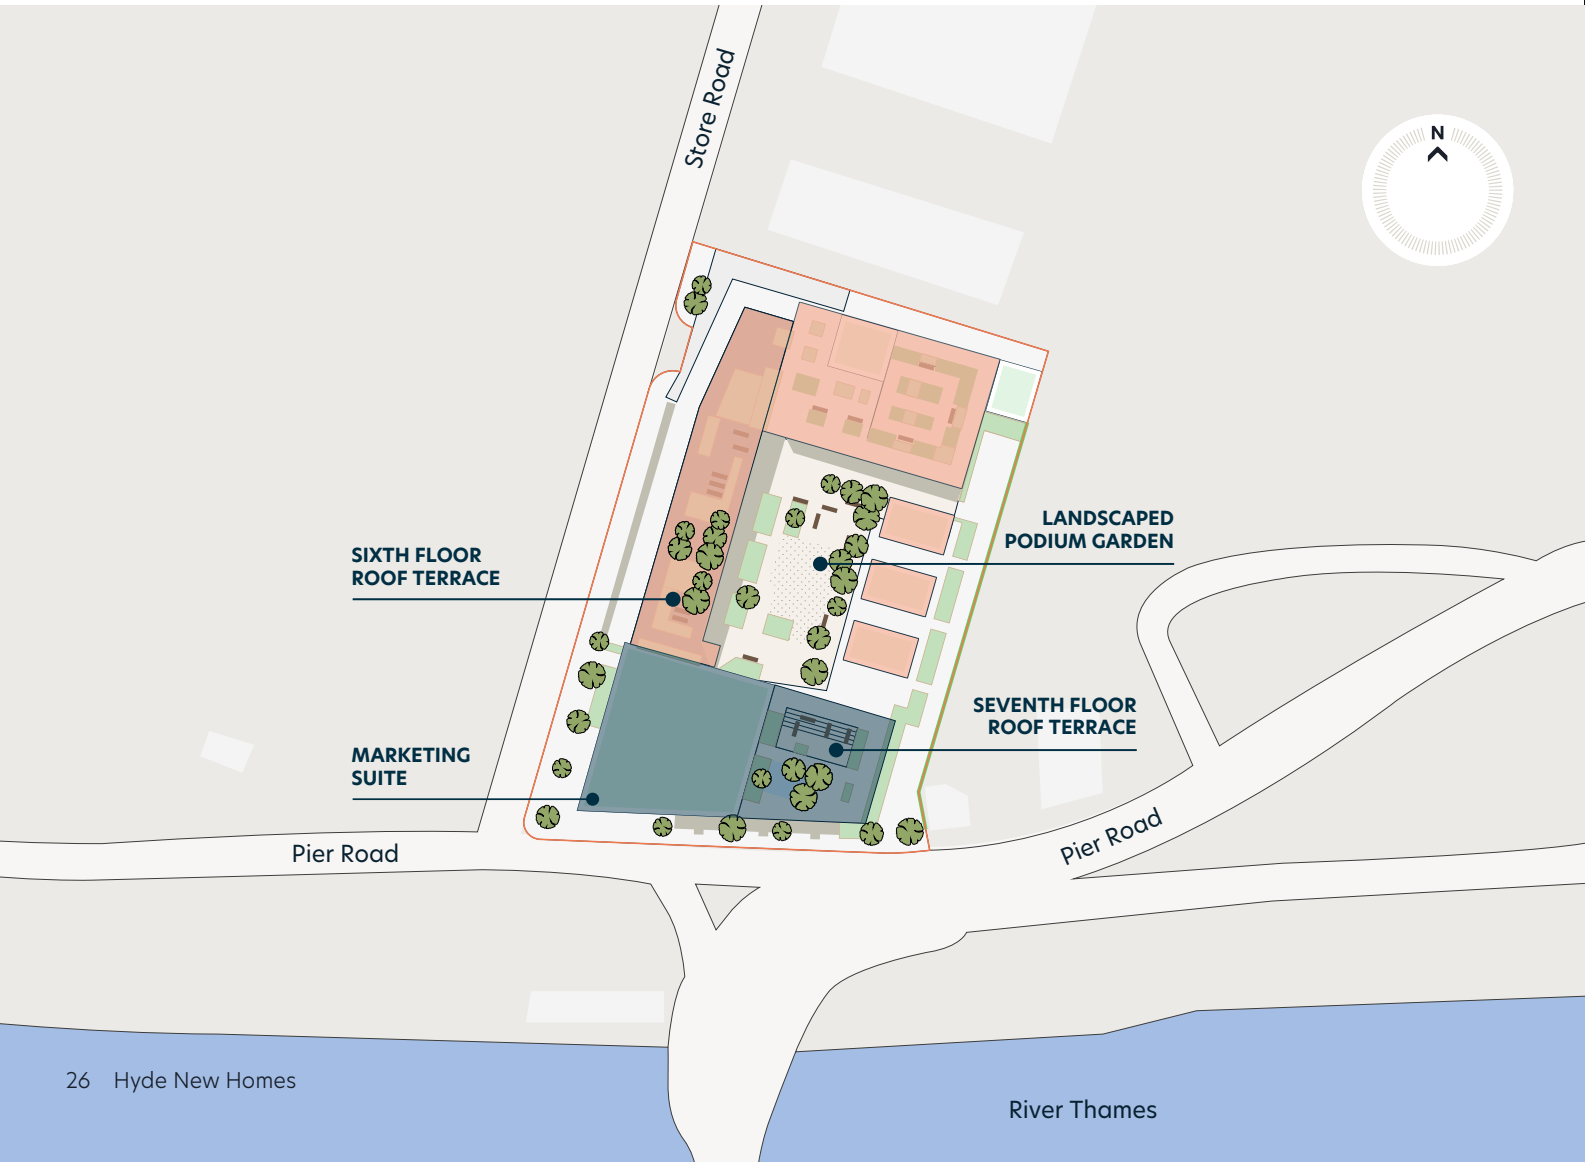 Store Road
N
LANDSCAPED
PODIUM GARDEN
SIXTH FLOOR
ROOF TERRACE
SEVENTH FLOOR
ROOF TERRACE
MARKETING
SUITE
Pier Road
Pier Road
26 Hyde New Homes
River Thames